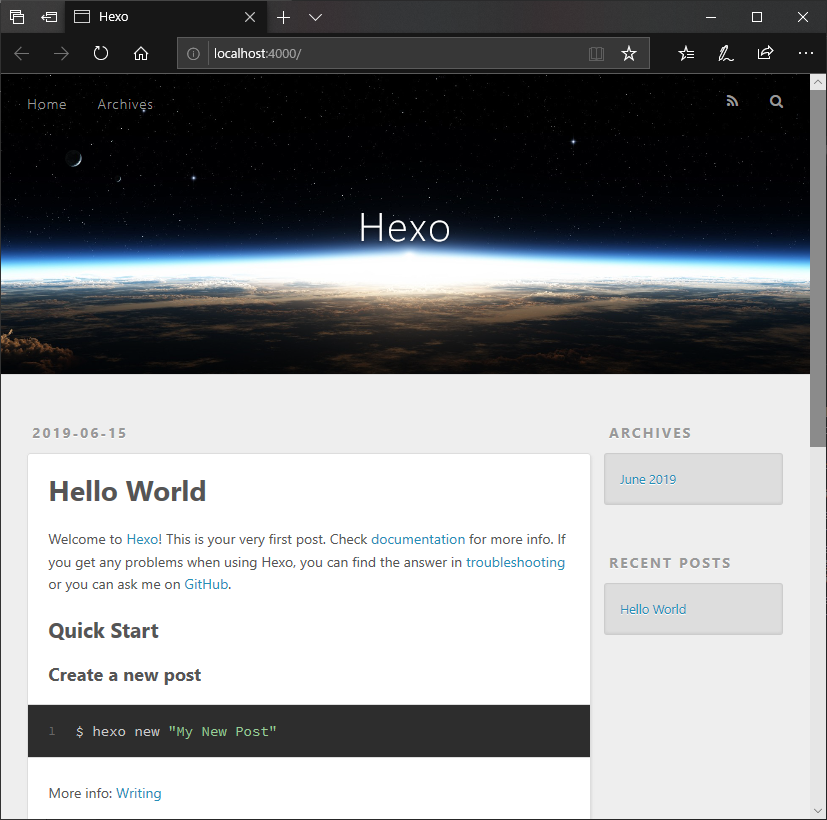 Hexo
localhost:4000/
Home Archives
Hexo
2019-06-15
Hello World
Welcome to Hexo! This is your very first post. Check documentation for more info. If
you get any problems when using Hexo, you can find the answer in troubleshooting
or you can ask me on GitHub.
Quick Start
Create a new post
1 $ hexo new "My New Post"
More info: Writing
ARCHIVES
June 2019
RECENT POSTS
Hello World